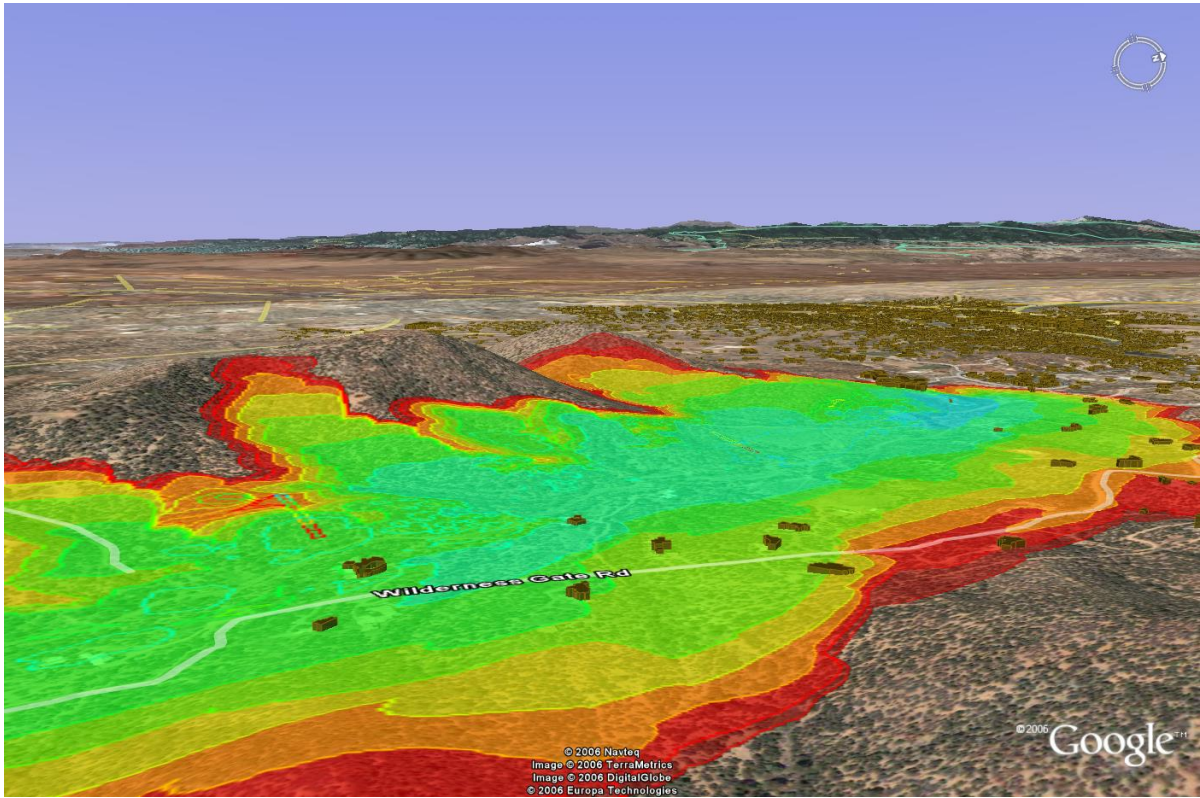 N
Wilderness Gate Rd
© 2006 Navteq
Image © 2006 TerraMetrics
Image © 2006 DigitalGlobe
© 2006 Europa Technologies
©2006 Google™